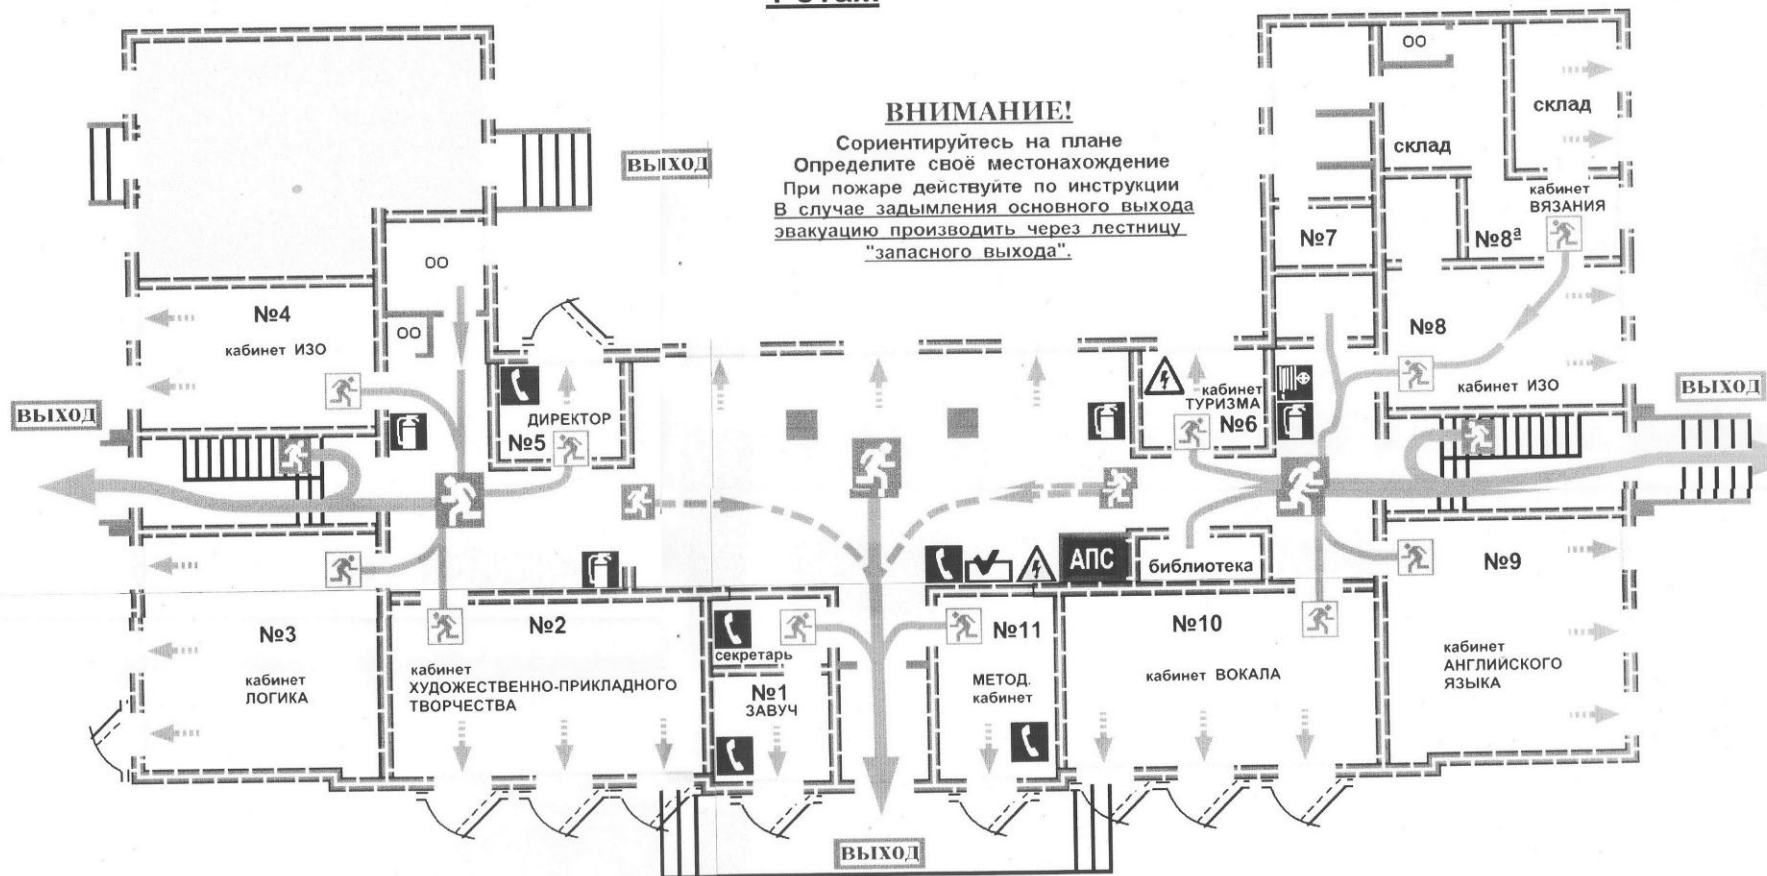 ВНИМАНИЕ!
Сориентируйтесь на плане
Определите своё местонахождение
При пожаре действуйте по инструкции
В случае задымления основного выхода
эвакуацию производить через лестницу
"запасного выхода".
ВЫХОД
оо
склад
склад
кабинет
ВЯЗАНИЯ
№7
№8ª
оо
№4
кабинет ИЗО
оо
№8
кабинет ИЗО
ВЫХОД
ВЫХОД
ДИРЕКТОР
№5
кабинет
ТУРИЗМА
№6
АПС
библиотека
№9
кабинет
АНГЛИЙСКОГО
ЯЗЫКА
№3
кабинет
ЛОГИКА
№2
кабинет
ХУДОЖЕСТВЕННО-ПРИКЛАДНОГО
ТВОРЧЕСТВА
секретарь
№1
ЗАВУЧ
№11
МЕТОД.
кабинет
№10
кабинет ВОКАЛА
ВЫХОД